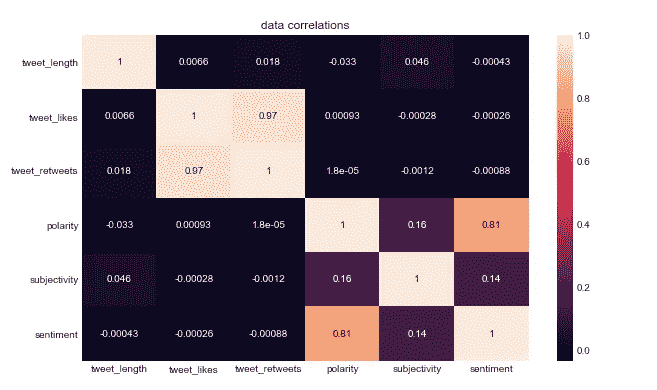 data correlations
tweet_length 1 0.0066 0.018 -0.033 0.046 -0.00043
tweet_likes 0.0066 1 0.97 0.00093 -0.00028 -0.00026
tweet_retweets 0.018 0.97 1 1.8e-05 -0.0012 -0.00088
polarity -0.033 0.00093 1.8e-05 1 0.16 0.81
subjectivity 0.046 -0.00028 -0.0012 0.16 1 0.14
sentiment -0.00043 -0.00026 -0.00088 0.81 0.14 1
tweet_length tweet_likes tweet_retweets polarity subjectivity sentiment
1.0
0.8
0.6
0.4
0.2
0.0